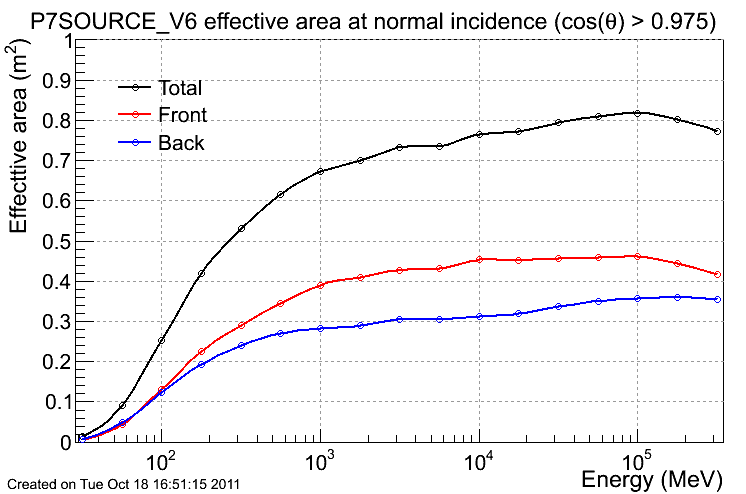 P7SOURCE_V6 effective area at normal incidence (cos(θ) > 0.975)
Effecttive area (m²)
1
0.9
0.8
0.7
0.6
0.5
0.4
0.3
0.2
0.1
0
Total
Front
Back
10² 10³ 10⁴ 10⁵
Energy (MeV)
Created on Tue Oct 18 16:51:15 2011